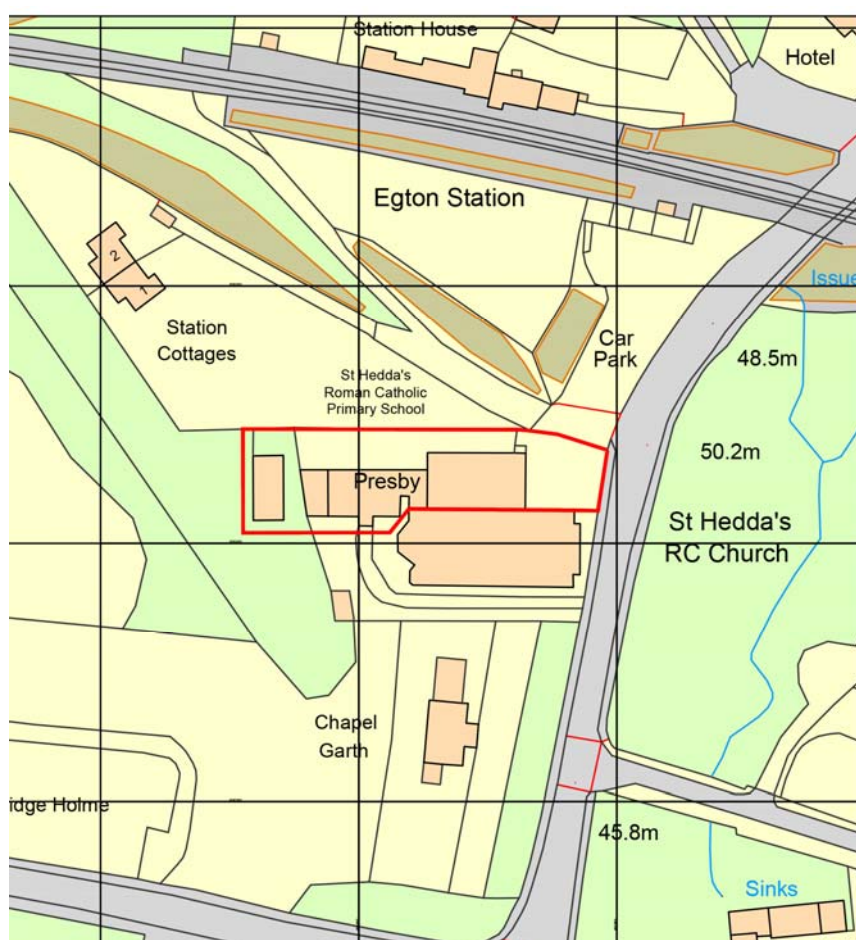 Station House
Hotel
Egton Station
Issue
2
1
Station
Cottages
Car
Park
48.5m
St Hedda's
Roman Catholic
Primary School
50.2m
Presby
St Hedda's
RC Church
Chapel
Garth
idge Holme
45.8m
Sinks